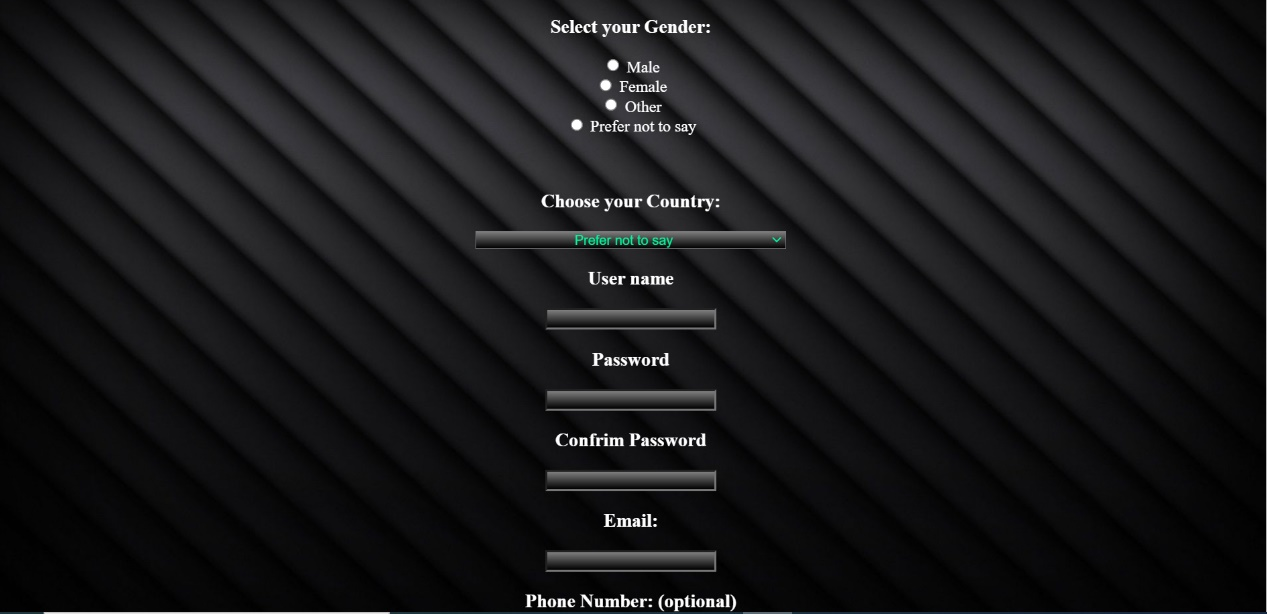 Select your Gender:
Male
Female
Other
Prefer not to say
Choose your Country:
Prefer not to say
User name
Password
Confrim Password
Email:
Phone Number: (optional)